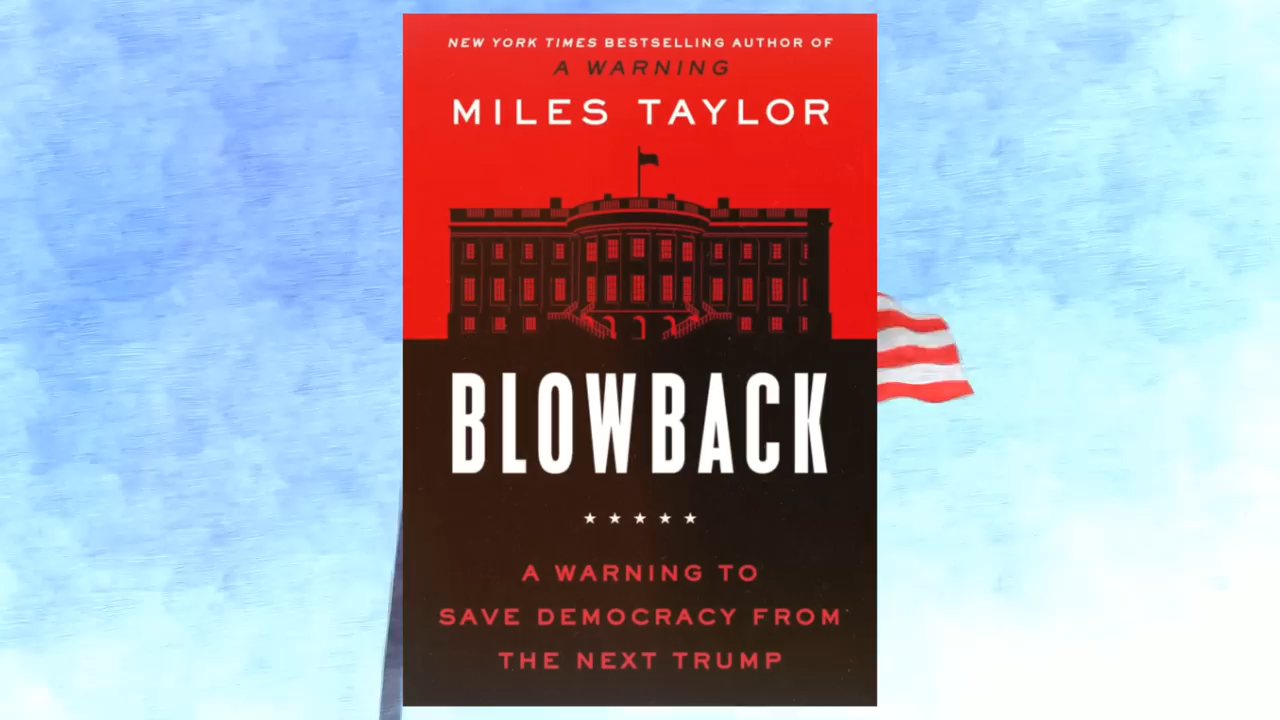 NEW YORK TIMES BESTSELLING AUTHOR OF
A WARNING
MILES TAYLOR
BLOWBACK
A WARNING TO
SAVE DEMOCRACY FROM
THE NEXT TRUMP